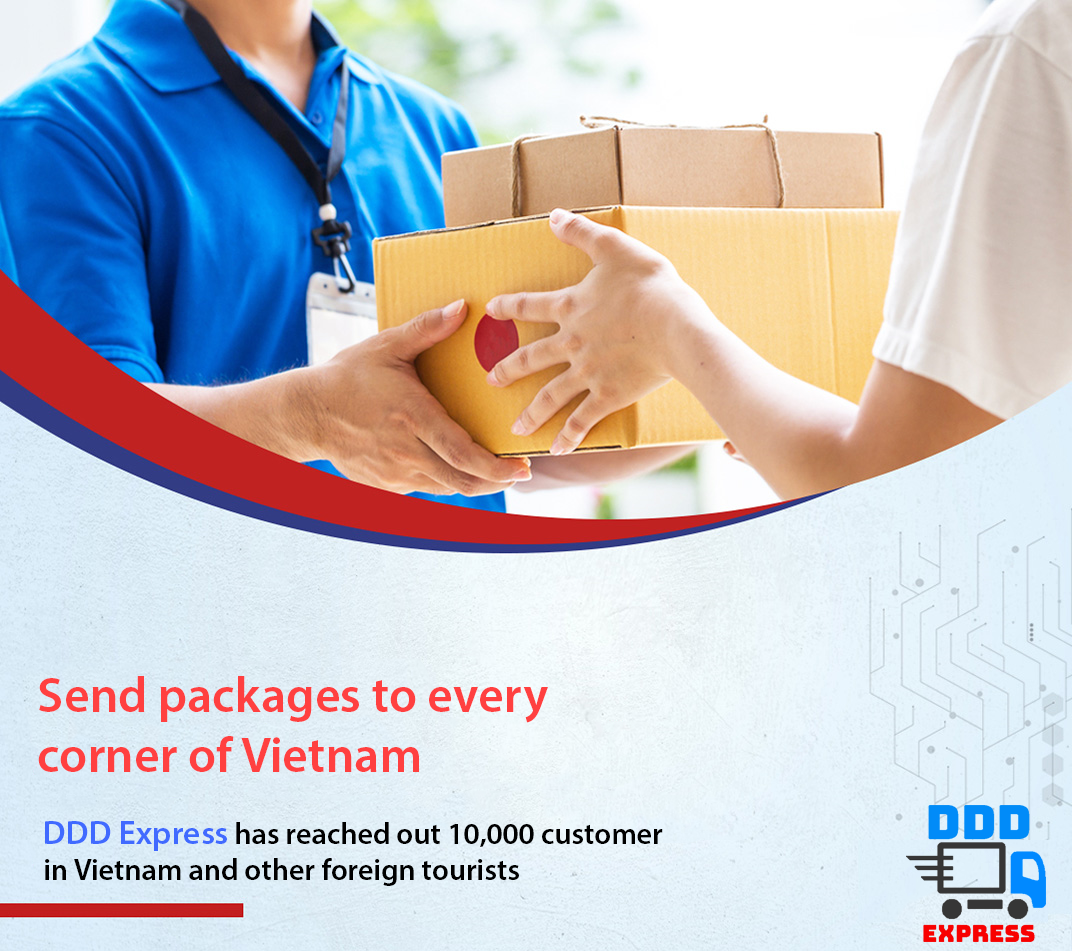 Send packages to every
corner of Vietnam
DDD Express has reached out 10,000 customer
in Vietnam and other foreign tourists
DDD
EXPRESS